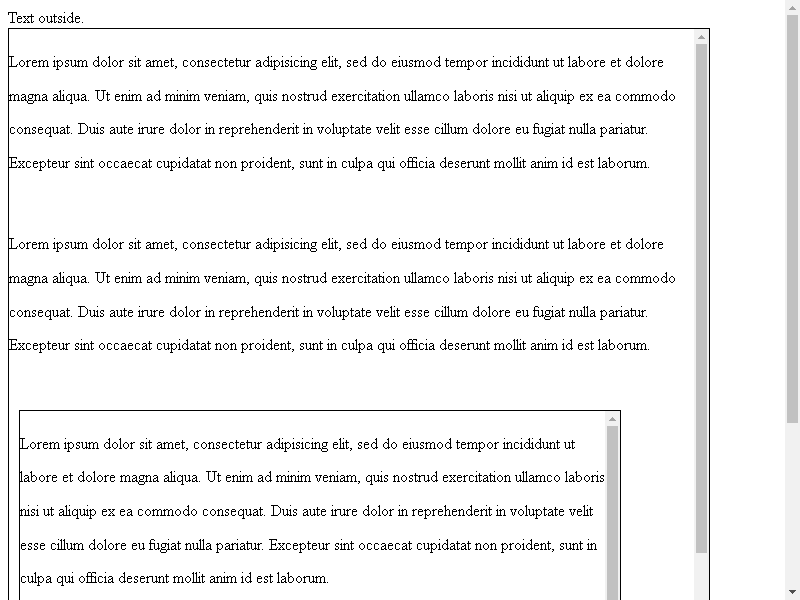 Text outside.
Lorem ipsum dolor sit amet, consectetur adipisicing elit, sed do eiusmod tempor incididunt ut labore et dolore
magna aliqua. Ut enim ad minim veniam, quis nostrud exercitation ullamco laboris nisi ut aliquip ex ea commodo
consequat. Duis aute irure dolor in reprehenderit in voluptate velit esse cillum dolore eu fugiat nulla pariatur.
Excepteur sint occaecat cupidatat non proident, sunt in culpa qui officia deserunt mollit anim id est laborum.
Lorem ipsum dolor sit amet, consectetur adipisicing elit, sed do eiusmod tempor incididunt ut labore et dolore
magna aliqua. Ut enim ad minim veniam, quis nostrud exercitation ullamco laboris nisi ut aliquip ex ea commodo
consequat. Duis aute irure dolor in reprehenderit in voluptate velit esse cillum dolore eu fugiat nulla pariatur.
Excepteur sint occaecat cupidatat non proident, sunt in culpa qui officia deserunt mollit anim id est laborum.
Lorem ipsum dolor sit amet, consectetur adipisicing elit, sed do eiusmod tempor incididunt ut
labore et dolore magna aliqua. Ut enim ad minim veniam, quis nostrud exercitation ullamco laboris
nisi ut aliquip ex ea commodo consequat. Duis aute irure dolor in reprehenderit in voluptate velit
esse cillum dolore eu fugiat nulla pariatur. Excepteur sint occaecat cupidatat non proident, sunt in
culpa qui officia deserunt mollit anim id est laborum.